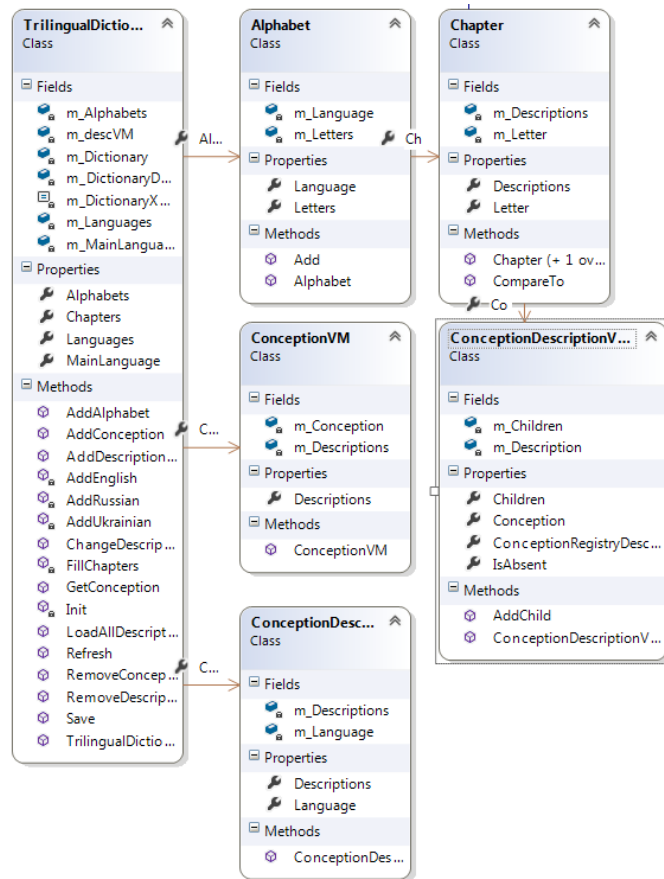 TrilingualDictio...
Class
Fields
m_Alphabets
m_descVM
m_Dictionary
m_DictionaryD...
m_DictionaryX...
m_Languages
m_MainLangua...
Properties
Alphabets
Chapters
Languages
MainLanguage
Methods
AddAlphabet
AddConception
AddDescription...
AddEnglish
AddRussian
AddUkrainian
ChangeDescrip...
FillChapters
GetConception
Init
LoadAllDescript...
Refresh
RemoveConcep...
RemoveDescrip...
Save
TrilingualDictio...
Al...
C...
C...
Alphabet
Class
Fields
m_Language
m_Letters
Properties
Language
Letters
Methods
Add
Alphabet
Ch
Chapter
Class
Fields
m_Descriptions
m_Letter
Properties
Descriptions
Letter
Methods
Chapter (+ 1 ov...
CompareTo
Co
ConceptionVM
Class
Fields
m_Conception
m_Descriptions
Properties
Descriptions
Methods
ConceptionVM
ConceptionDescriptionV...
Class
Fields
m_Children
m_Description
Properties
Children
Conception
ConceptionRegistryDesc...
IsAbsent
Methods
AddChild
ConceptionDescriptionV...
ConceptionDesc...
Class
Fields
m_Descriptions
m_Language
Properties
Descriptions
Language
Methods
ConceptionDes...